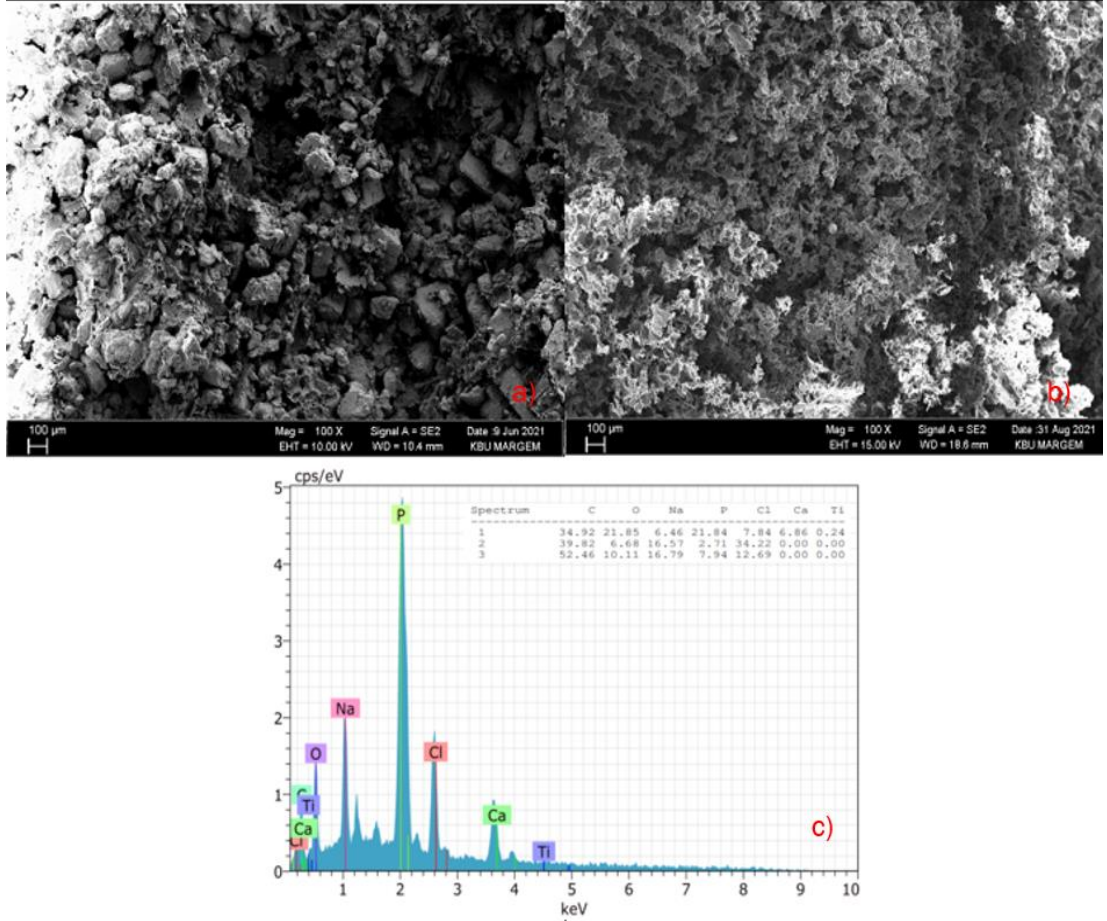 a)
100 µm
Mag = 100 X Signal A = SE2 Date :9 Jun 2021
EHT = 10.00 kV WD = 10.4 mm KBU MARGEM
b)
100 µm
Mag = 100 X Signal A = SE2 Date :31 Aug 2021
EHT = 15.00 kV WD = 18.6 mm KBU MARGEM
cps/eV
Spectrum C O Na P Cl Ca Ti
1 34.92 21.85 6.46 21.84 7.84 6.86 0.24
2 39.82 6.68 16.57 2.71 34.22 0.00 0.00
3 52.46 10.11 16.79 7.94 12.69 0.00 0.00
5
4
3
2
1
0
P
Na
O
Cl
Ti
Ca
Ca
Ti
c)
1 2 3 4 5 6 7 8 9 10
keV